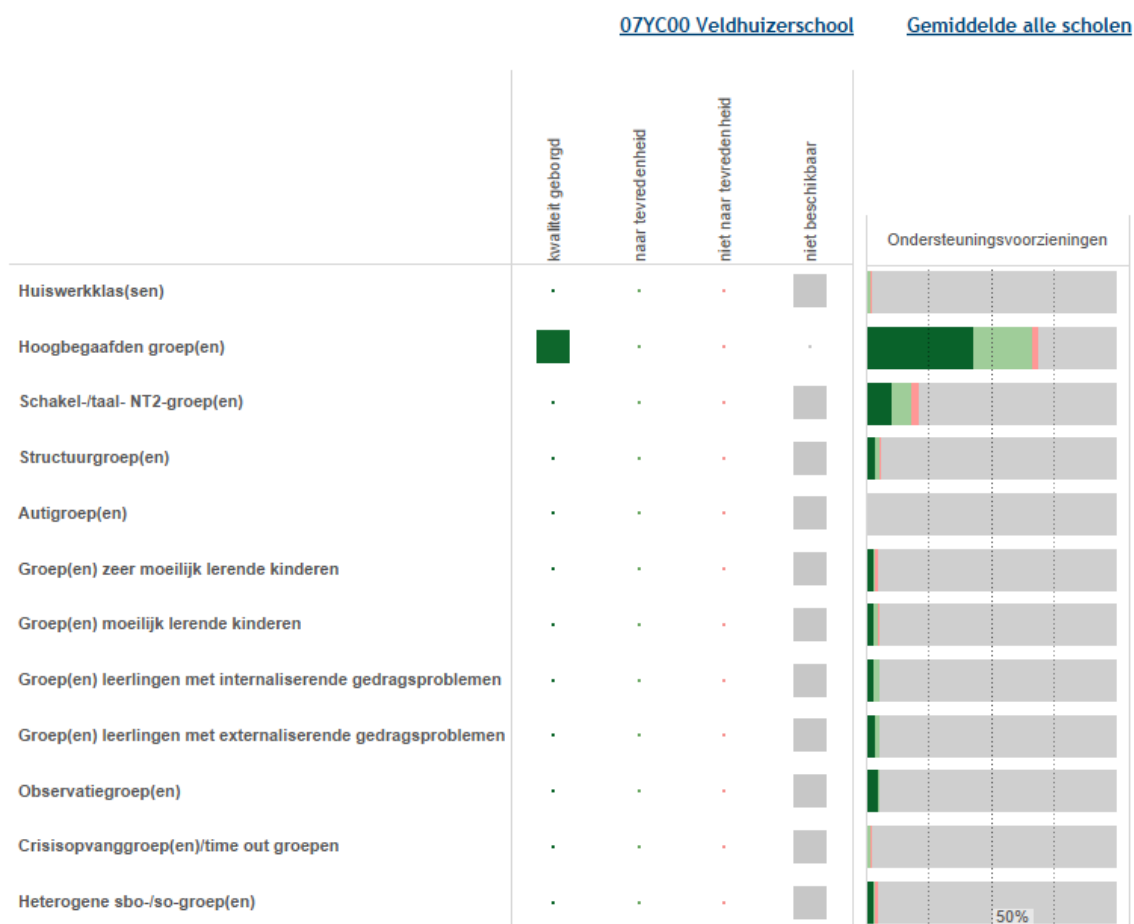 07YC00 Veldhuizerschool
Gemiddelde alle scholen
kwaliteit geborgd
naar tevredenheid
niet naar tevredenheid
niet beschikbaar
Ondersteuningsvoorzieningen
Huiswerkklas(sen)
Hoogbegaafden groep(en)
Schakel-/taal- NT2-groep(en)
Structuurgroep(en)
Autigroep(en)
Groep(en) zeer moeilijk lerende kinderen
Groep(en) moeilijk lerende kinderen
Groep(en) leerlingen met internaliserende gedragsproblemen
Groep(en) leerlingen met externaliserende gedragsproblemen
Observatiegroep(en)
Crisisopvanggroep(en)/time out groepen
Heterogene sbo-/so-groep(en)
50%